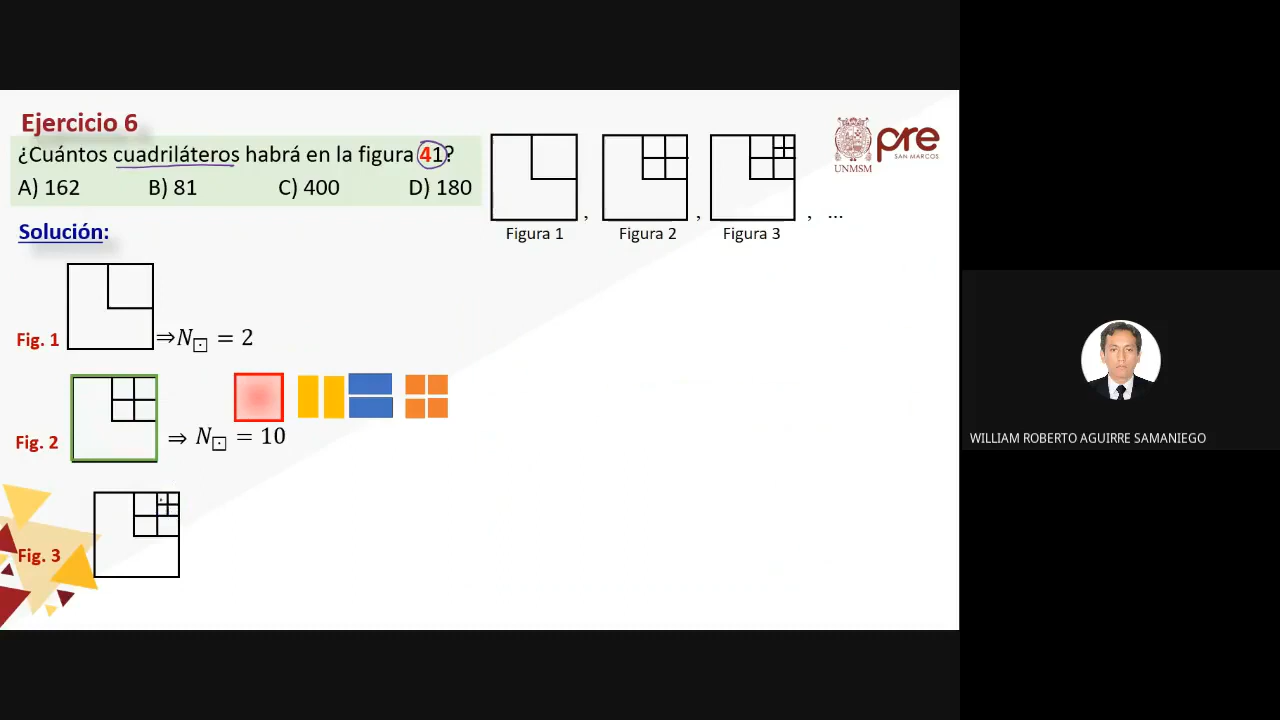 Ejercicio 6
¿Cuántos cuadriláteros habrá en la figura 41?
A) 162 B) 81 C) 400 D) 180
, , , ...
Figura 1 Figura 2 Figura 3
UNMSM
pre
SAN MARCOS
Solución:
Fig. 1 ⇒N⊡ = 2
Fig. 2 ⇒ N⊡ = 10
Fig. 3
WILLIAM ROBERTO AGUIRRE SAMANIEGO